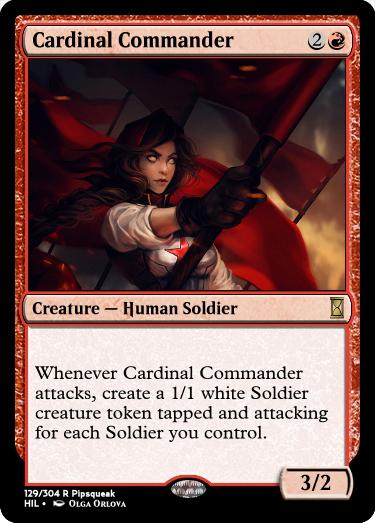 Cardinal Commander 2
Creature — Human Soldier
Whenever Cardinal Commander
attacks, create a 1/1 white Soldier
creature token tapped and attacking
for each Soldier you control.
3/2
129/304 R Pipsqueak
HIL • Olga Orlova